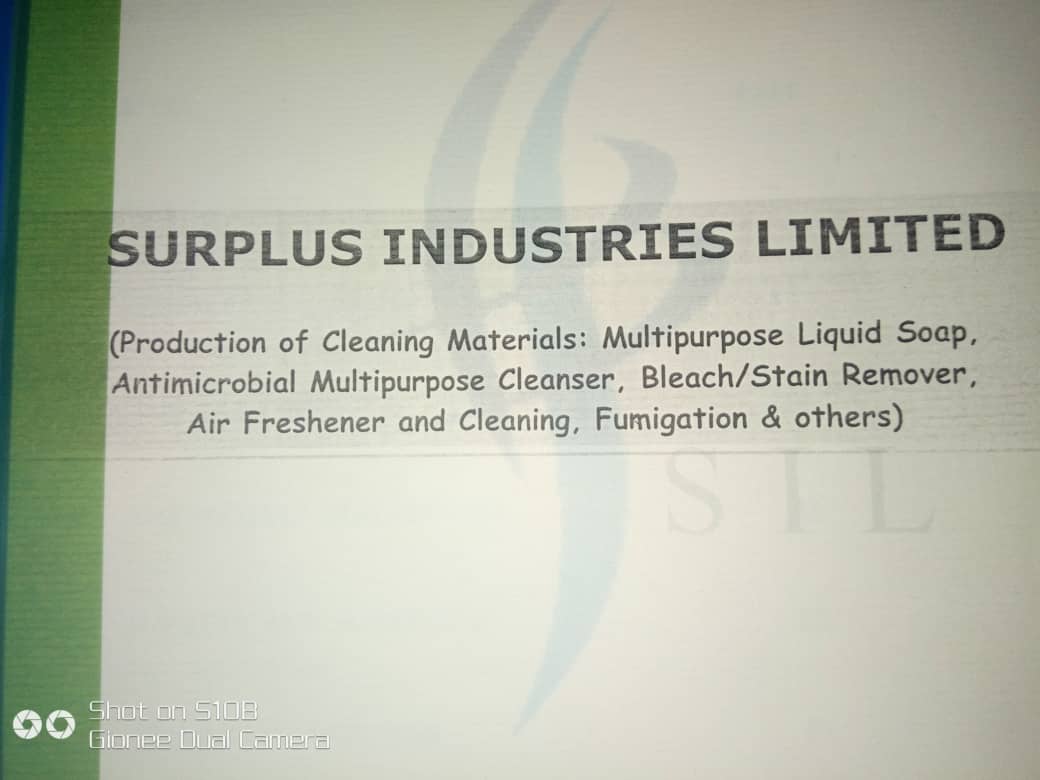 SURPLUS INDUSTRIES LIMITED
(Production of Cleaning Materials: Multipurpose Liquid Soap,
Antimicrobial Multipurpose Cleanser, Bleach/Stain Remover,
Air Freshener and Cleaning, Fumigation & others)
SIL
Shot on S10B
Gionee Dual Camera